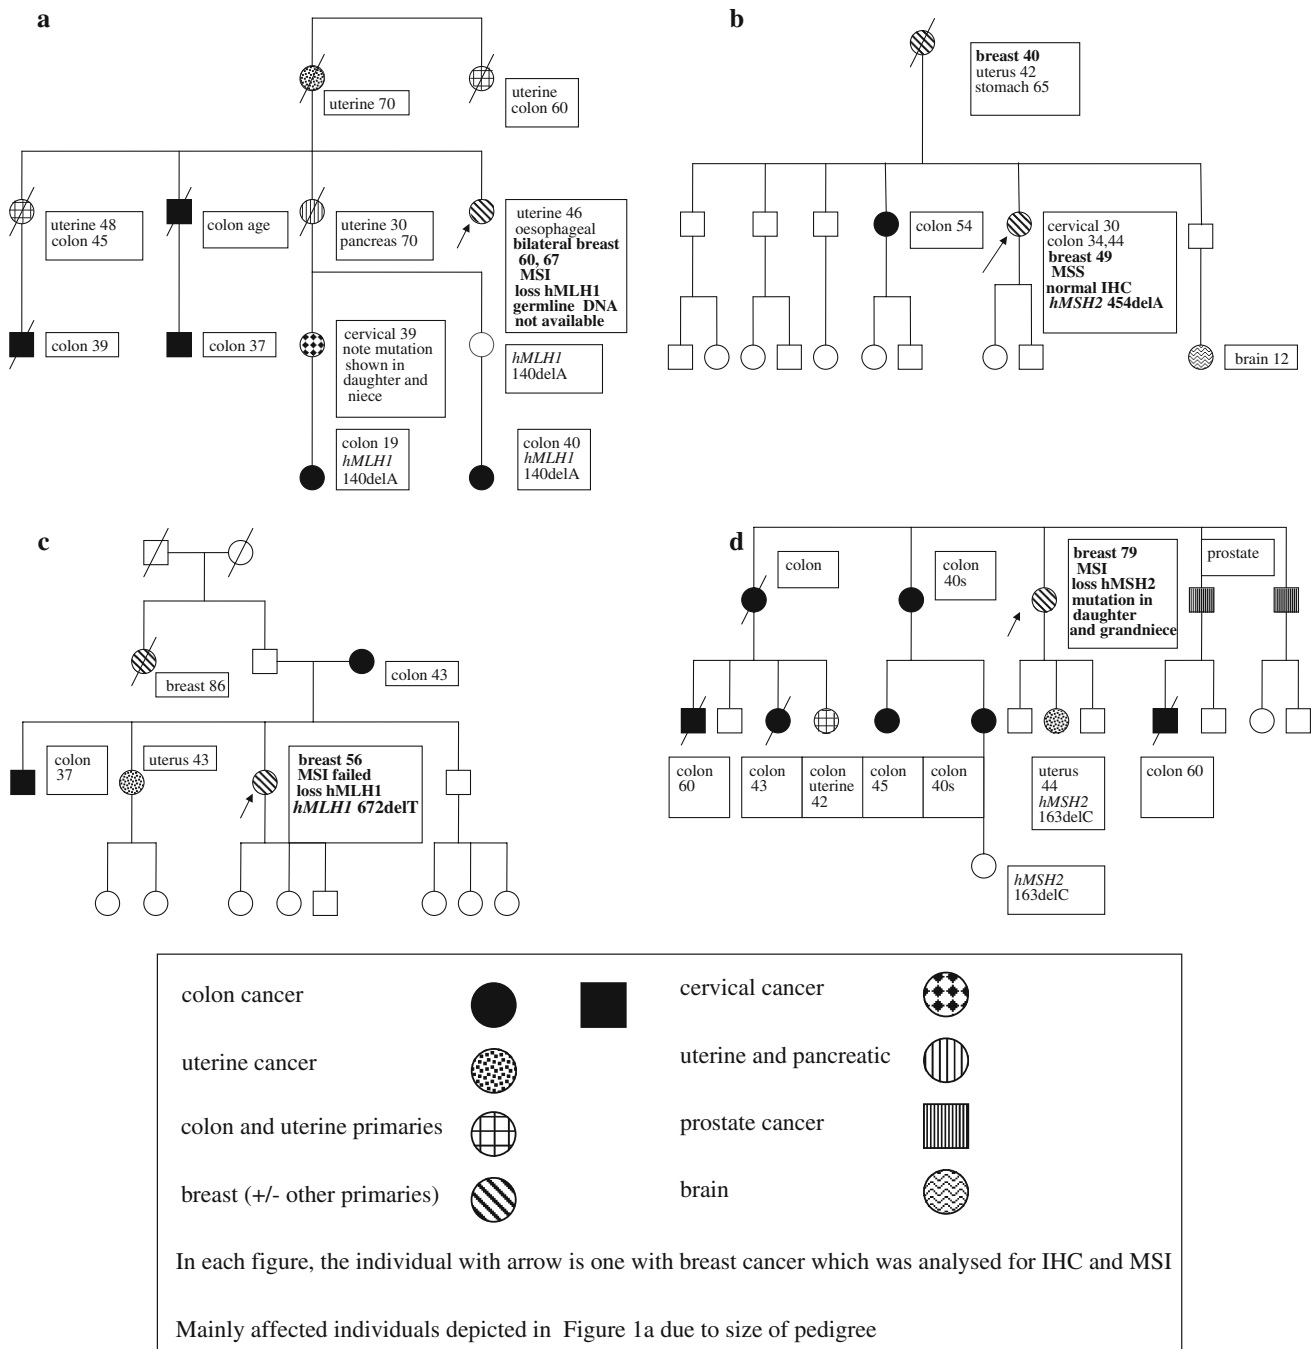 a
uterine 70
uterine
colon 60
uterine 48
colon 45
colon age
uterine 30
pancreas 70
uterine 46
oesophageal
bilateral breast
60, 67
MSI
loss hMLH1
germline DNA
not available
colon 39
colon 37
cervical 39
note mutation
shown in
daughter and
niece
hMLH1
140delA
colon 19
hMLH1
140delA
colon 40
hMLH1
140delA
b
breast 40
uterus 42
stomach 65
colon 54
cervical 30
colon 34,44
breast 49
MSS
normal IHC
hMSH2 454delA
brain 12
c
breast 86
colon 43
colon
37
uterus 43
breast 56
MSI failed
loss hMLH1
hMLH1 672delT
d
colon
colon
40s
breast 79
MSI
loss hMSH2
mutation in
daughter
and grandniece
prostate
colon
60
colon
43
colon
uterine
42
colon
45
colon
40s
uterus
44
hMSH2
163delC
colon 60
hMSH2
163delC
colon cancer
uterine cancer
colon and uterine primaries
breast (+/- other primaries)
cervical cancer
uterine and pancreatic
prostate cancer
brain
In each figure, the individual with arrow is one with breast cancer which was analysed for IHC and MSI
Mainly affected individuals depicted in Figure 1a due to size of pedigree